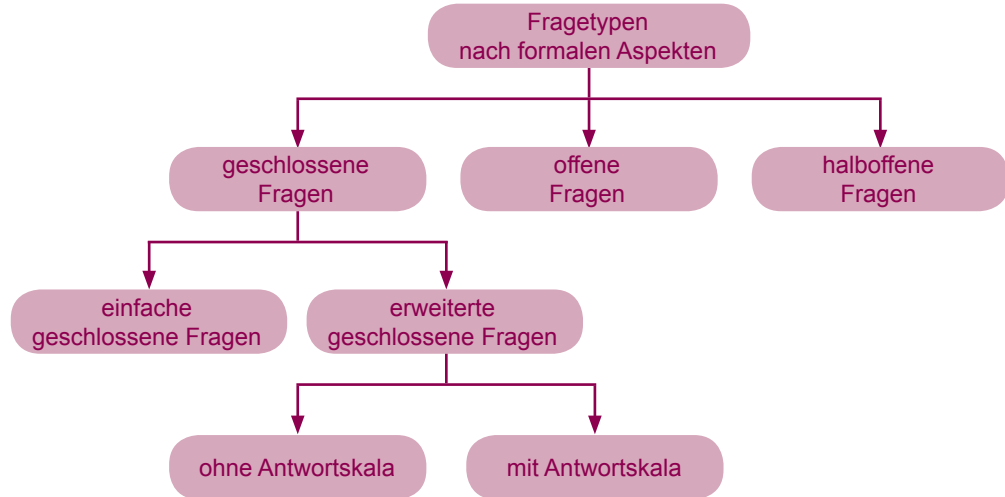 Fragetypen
nach formalen Aspekten
geschlossene
Fragen
offene
Fragen
halboffene
Fragen
einfache
geschlossene Fragen
erweiterte
geschlossene Fragen
ohne Antwortskala
mit Antwortskala